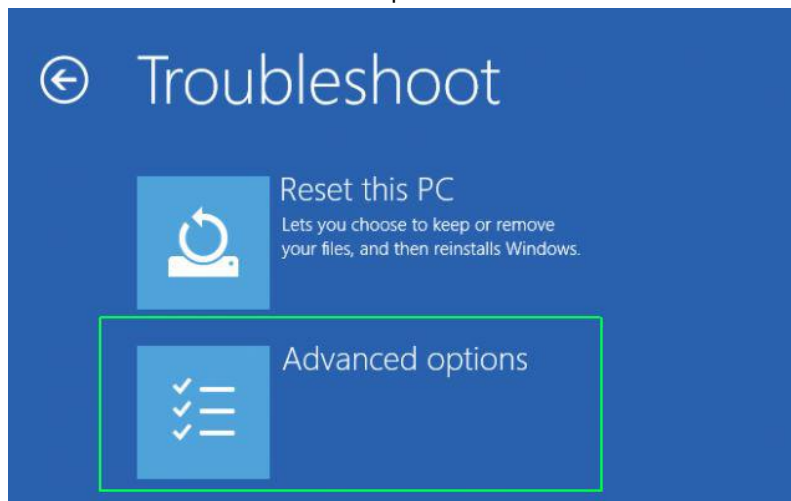 Troubleshoot
Reset this PC
Lets you choose to keep or remove
your files, and then reinstalls Windows.
Advanced options